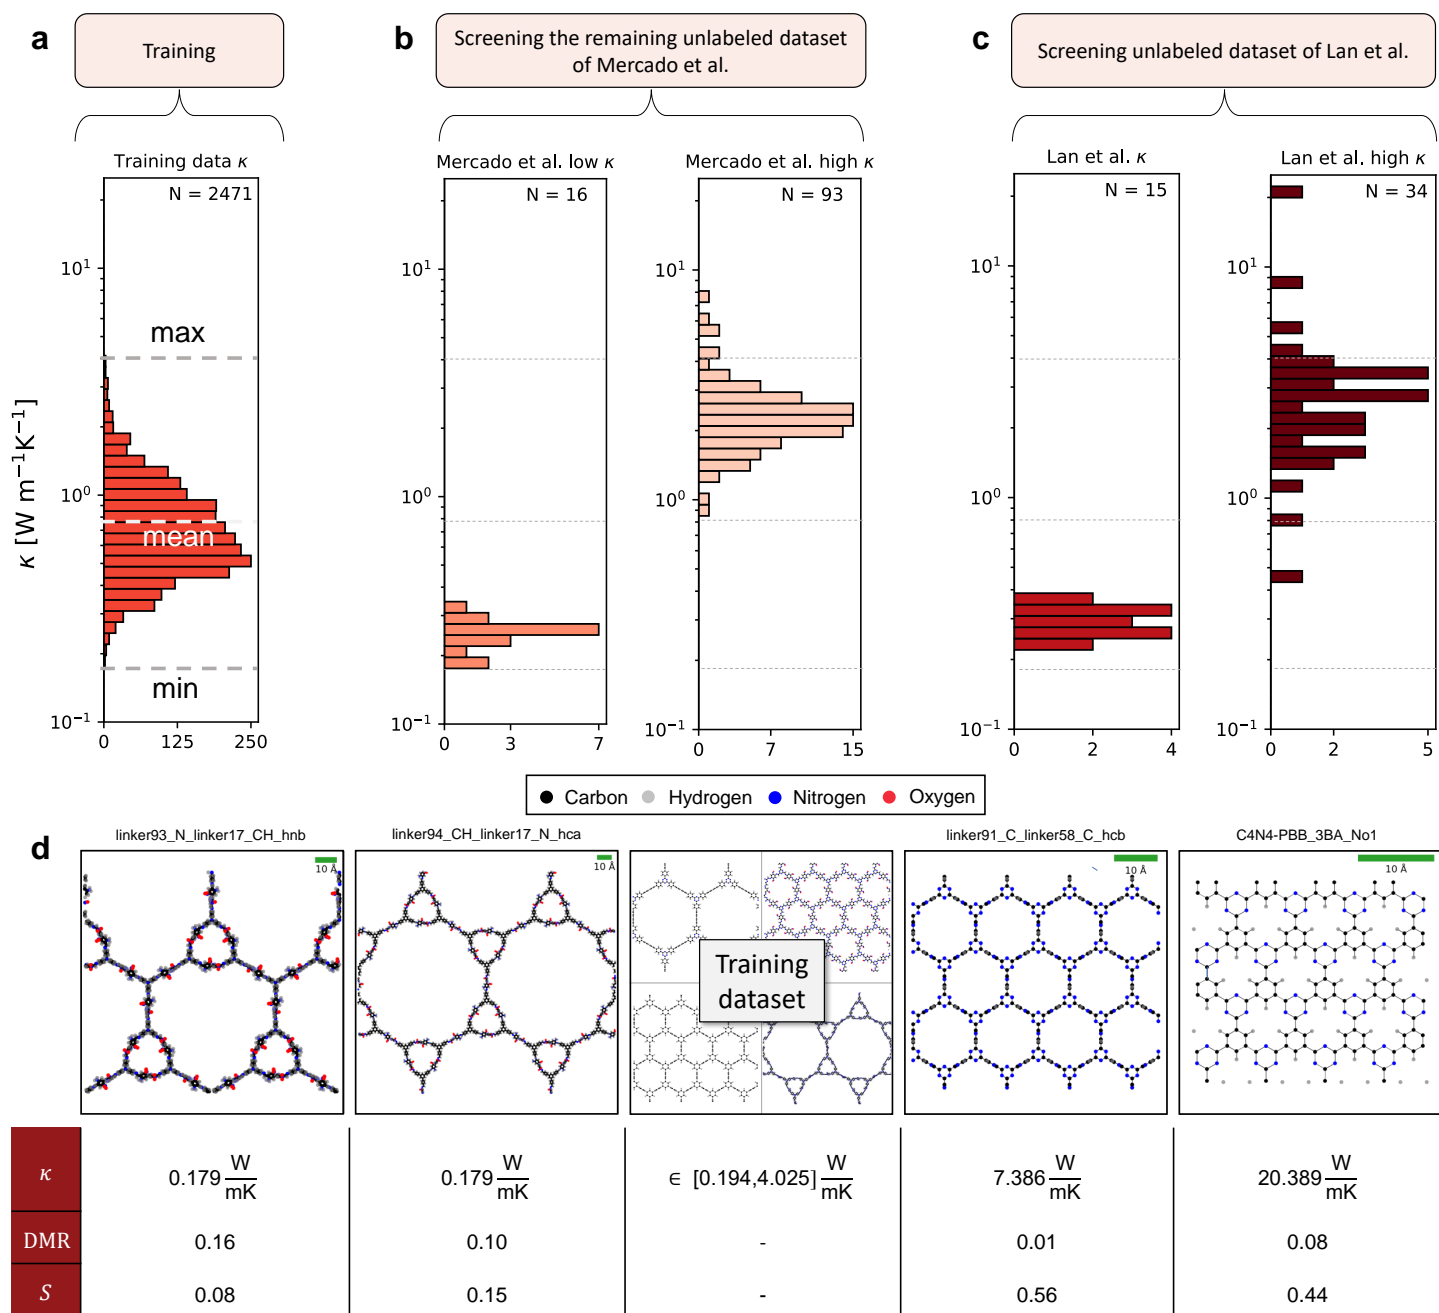 a
Training
b
Screening the remaining unlabeled dataset
of Mercado et al.
c
Screening unlabeled dataset of Lan et al.
Training data κ
N = 2471
Mercado et al. low κ
N = 16
Mercado et al. high κ
N = 93
Lan et al. κ
N = 15
Lan et al. high κ
N = 34
κ [W m⁻¹K⁻¹]
10¹
10⁰
10⁻¹
max
mean
min
0 125 250
10¹
10⁰
10⁻¹
0 3 7
10¹
10⁰
10⁻¹
0 7 15
10¹
10⁰
10⁻¹
0 2 4
10¹
10⁰
10⁻¹
0 2 5
Carbon Hydrogen Nitrogen Oxygen
d
linker93_N_linker17_CH_hnb
linker94_CH_linker17_N_hca
linker91_C_linker58_C_hcb
C4N4-PBB_3BA_No1
10 Å
10 Å
10 Å
10 Å
Training
dataset
κ 0.179 W/mK 0.179 W/mK ∈ [0.194,4.025] W/mK 7.386 W/mK 20.389 W/mK
DMR 0.16 0.10 - 0.01 0.08
S 0.08 0.15 - 0.56 0.44